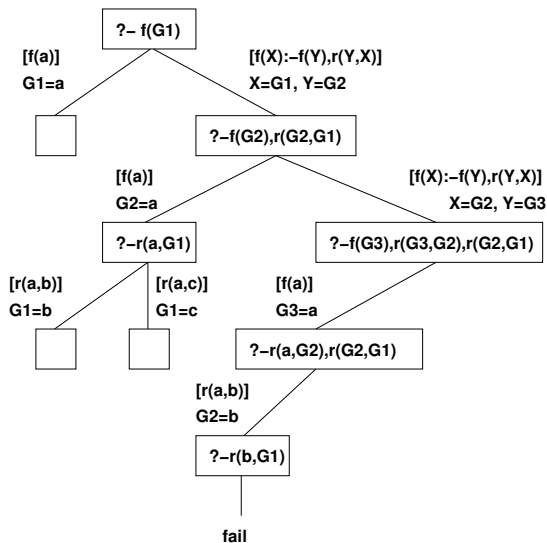 ?– f(G1)
[f(a)]
G1=a
[f(X):–f(Y),r(Y,X)]
X=G1, Y=G2
?–f(G2),r(G2,G1)
[f(a)]
G2=a
[f(X):–f(Y),r(Y,X)]
X=G2, Y=G3
?–r(a,G1)
?–f(G3),r(G3,G2),r(G2,G1)
[r(a,b)]
G1=b
[r(a,c)]
G1=c
[f(a)]
G3=a
?–r(a,G2),r(G2,G1)
[r(a,b)]
G2=b
?–r(b,G1)
fail